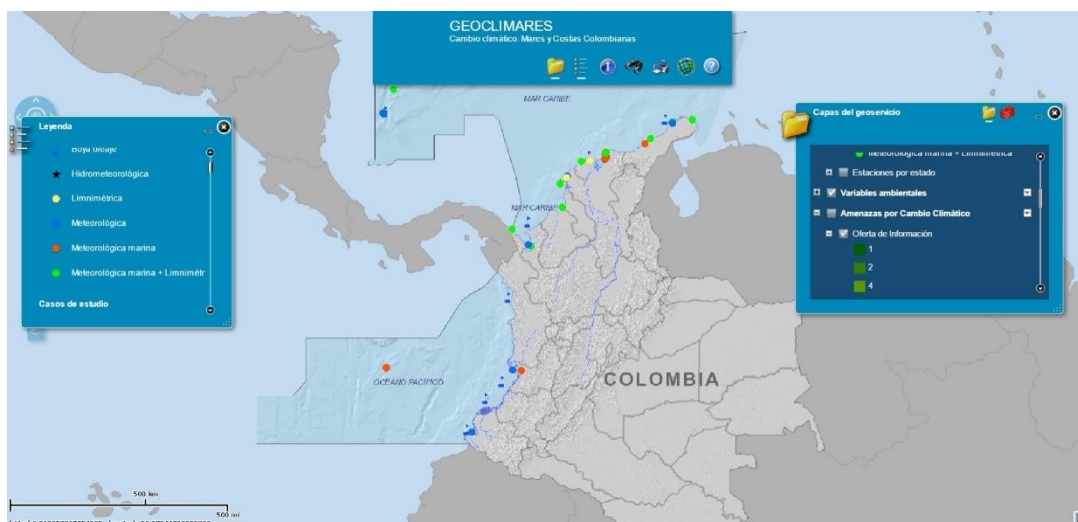 GEOCLIMARES
Cambio climático: Mares y Costas Colombianas
MAR CARIBE
Leyenda
Boya oleaje
Hidrometeorológica
Limnimétrica
Meteorológica
Meteorológica marina
Meteorológica marina + Limnimétr
Casos de estudio
Capas del geoservicio
Meteorológica marina + Limnimétrica
Estaciones por estado
Variables ambientales
Amenazas por Cambio Climático
Oferta de Información
1
2
4
MAR CARIBE
OCEANO PACÍFICO
COLOMBIA
500 km
500 mi